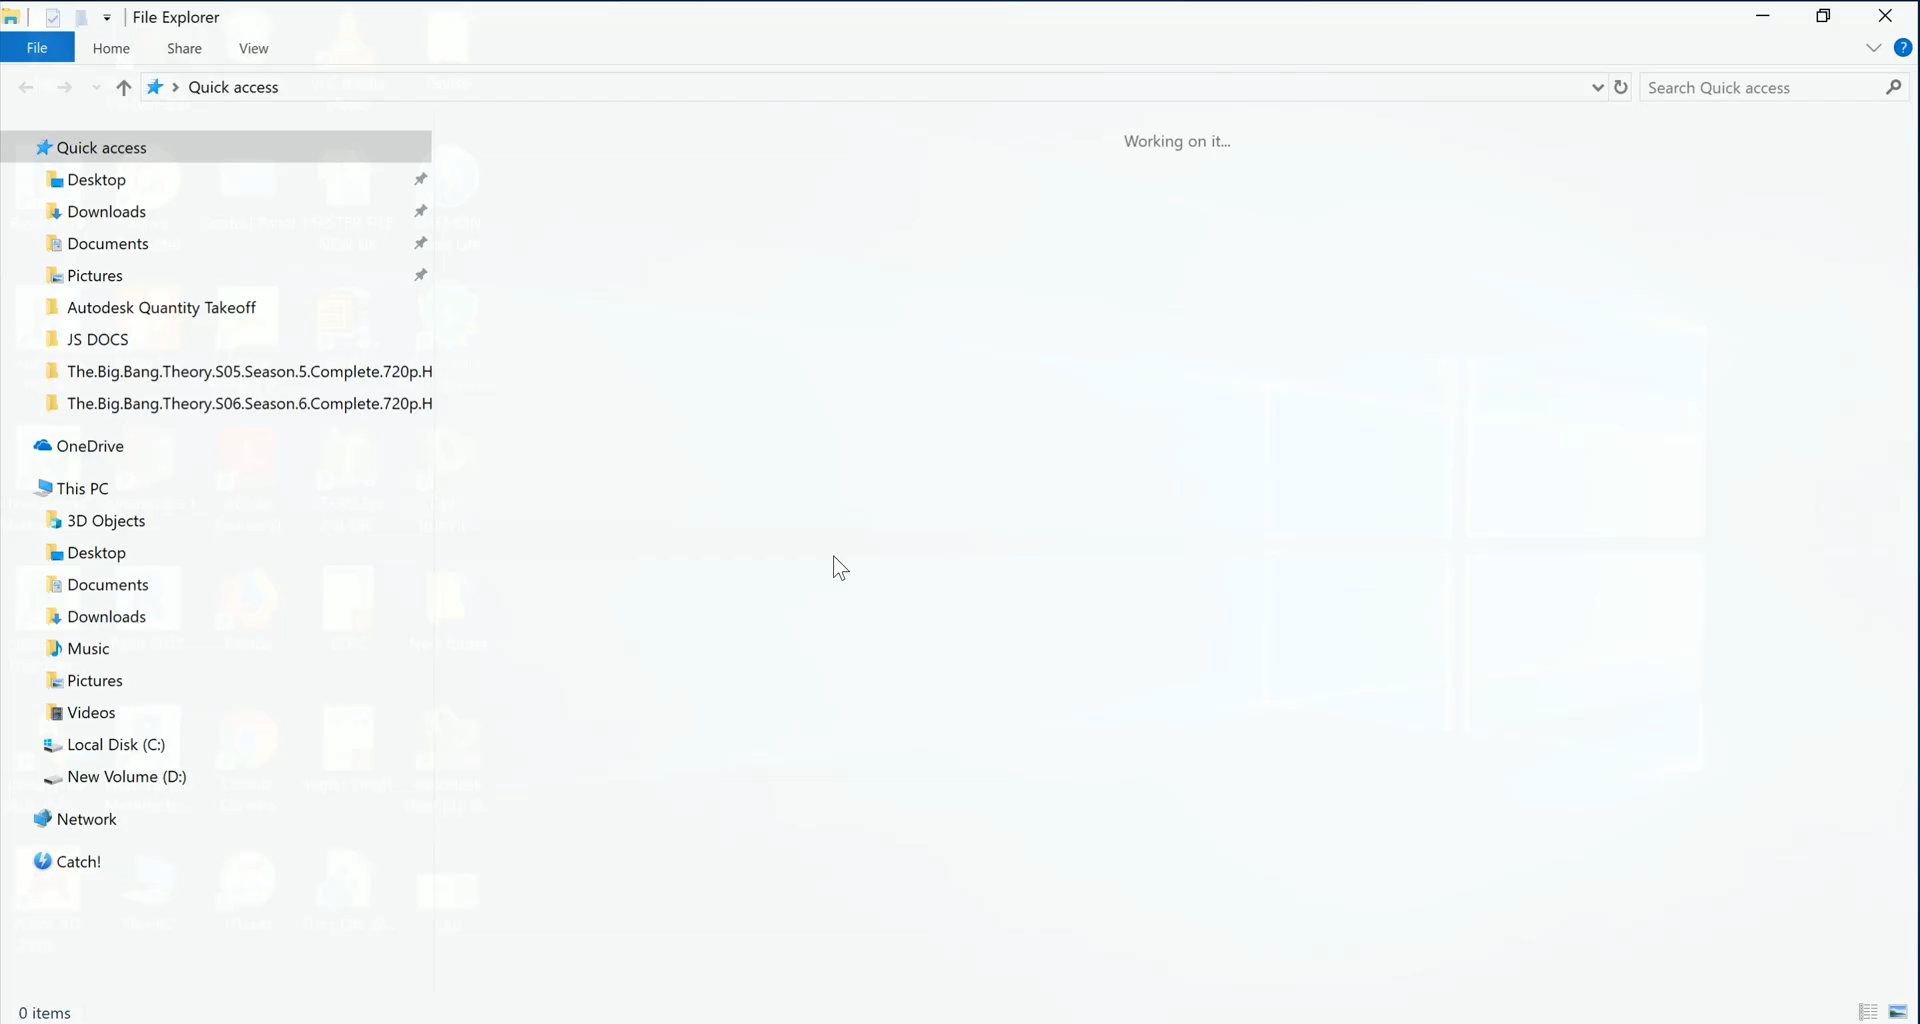 File Explorer
File Home Share View
Quick access
Search Quick access
Working on it...
Quick access
Desktop
Downloads
Documents
Pictures
Autodesk Quantity Takeoff
JS DOCS
The.Big.Bang.Theory.S05.Season.5.Complete.720p.H
The.Big.Bang.Theory.S06.Season.6.Complete.720p.H
OneDrive
This PC
3D Objects
Desktop
Documents
Downloads
Music
Pictures
Videos
Local Disk (C:)
New Volume (D:)
Network
Catch!
0 items